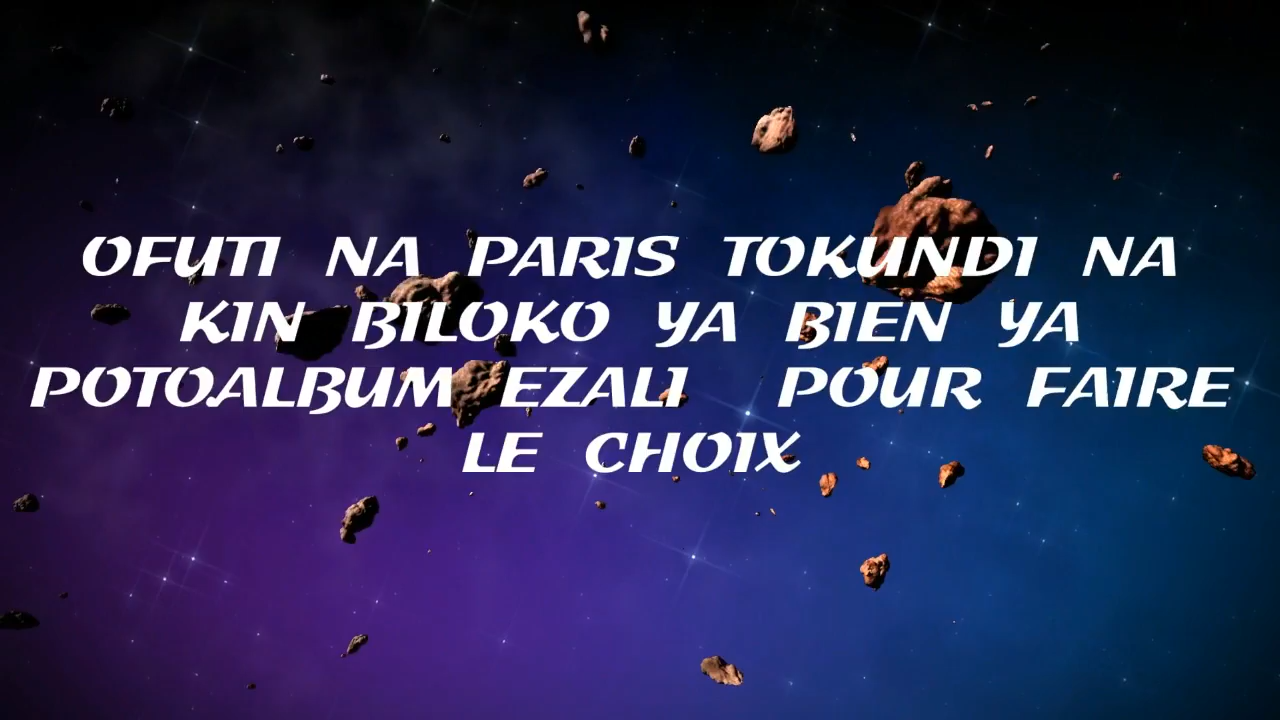 OFUTI NA PARIS TOKUNDI NA
KIN BILOKO YA BIEN YA
POTOALBUM EZALI POUR FAIRE
LE CHOIX